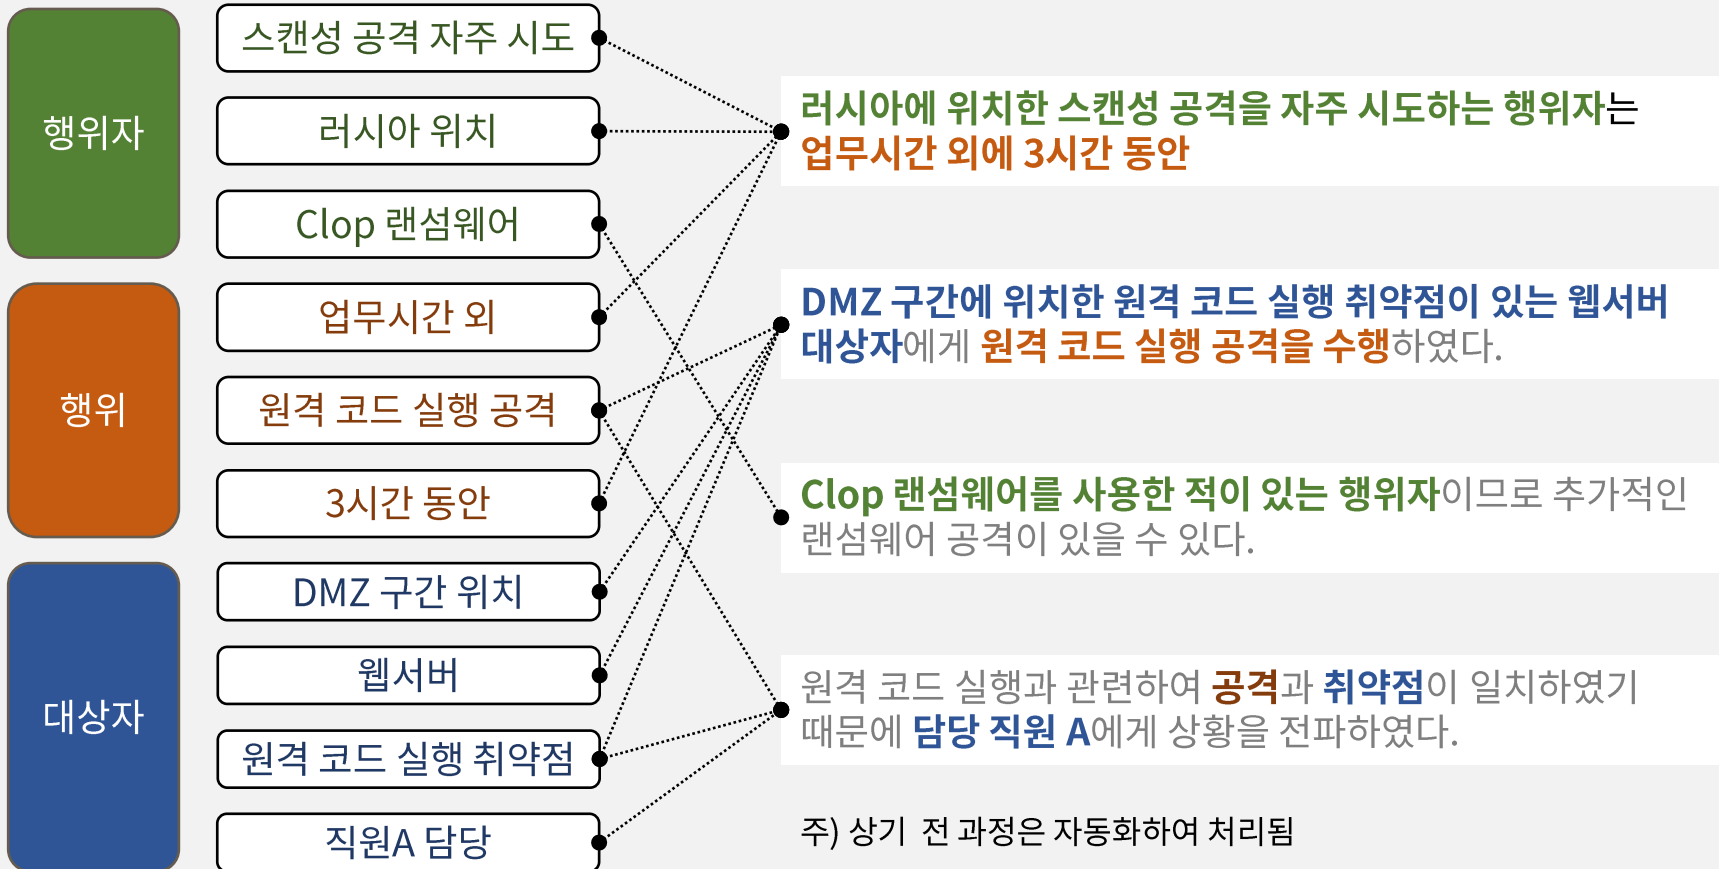 행위자
스캔성 공격 자주 시도
러시아 위치
Clop 랜섬웨어
행위
업무시간 외
원격 코드 실행 공격
3시간 동안
대상자
DMZ 구간 위치
웹서버
원격 코드 실행 취약점
직원A 담당
러시아에 위치한 스캔성 공격을 자주 시도하는 행위자는
업무시간 외에 3시간 동안
DMZ 구간에 위치한 원격 코드 실행 취약점이 있는 웹서버
대상자에게 원격 코드 실행 공격을 수행하였다.
Clop 랜섬웨어를 사용한 적이 있는 행위자이므로 추가적인
랜섬웨어 공격이 있을 수 있다.
원격 코드 실행과 관련하여 공격과 취약점이 일치하였기
때문에 담당 직원 A에게 상황을 전파하였다.
주) 상기 전 과정은 자동화하여 처리됨